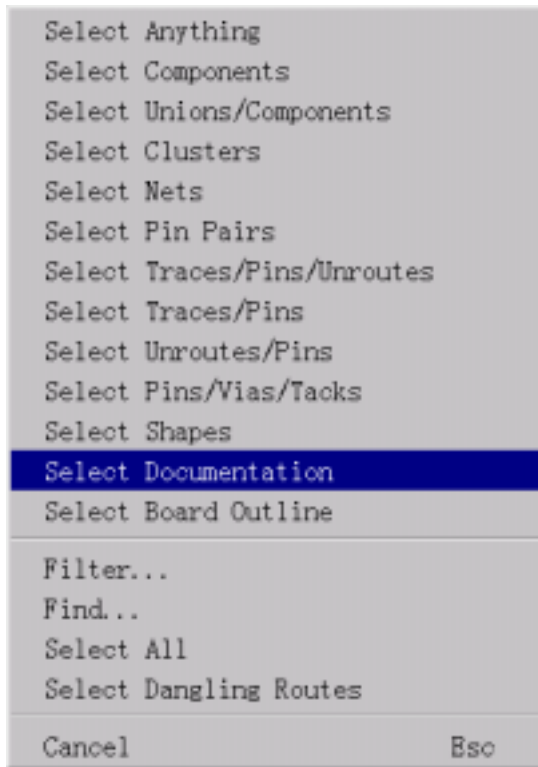 Select Anything
Select Components
Select Unions/Components
Select Clusters
Select Nets
Select Pin Pairs
Select Traces/Pins/Unroutes
Select Traces/Pins
Select Unroutes/Pins
Select Pins/Vias/Tacks
Select Shapes
Select Documentation
Select Board Outline
Filter...
Find...
Select All
Select Dangling Routes
Cancel Esc